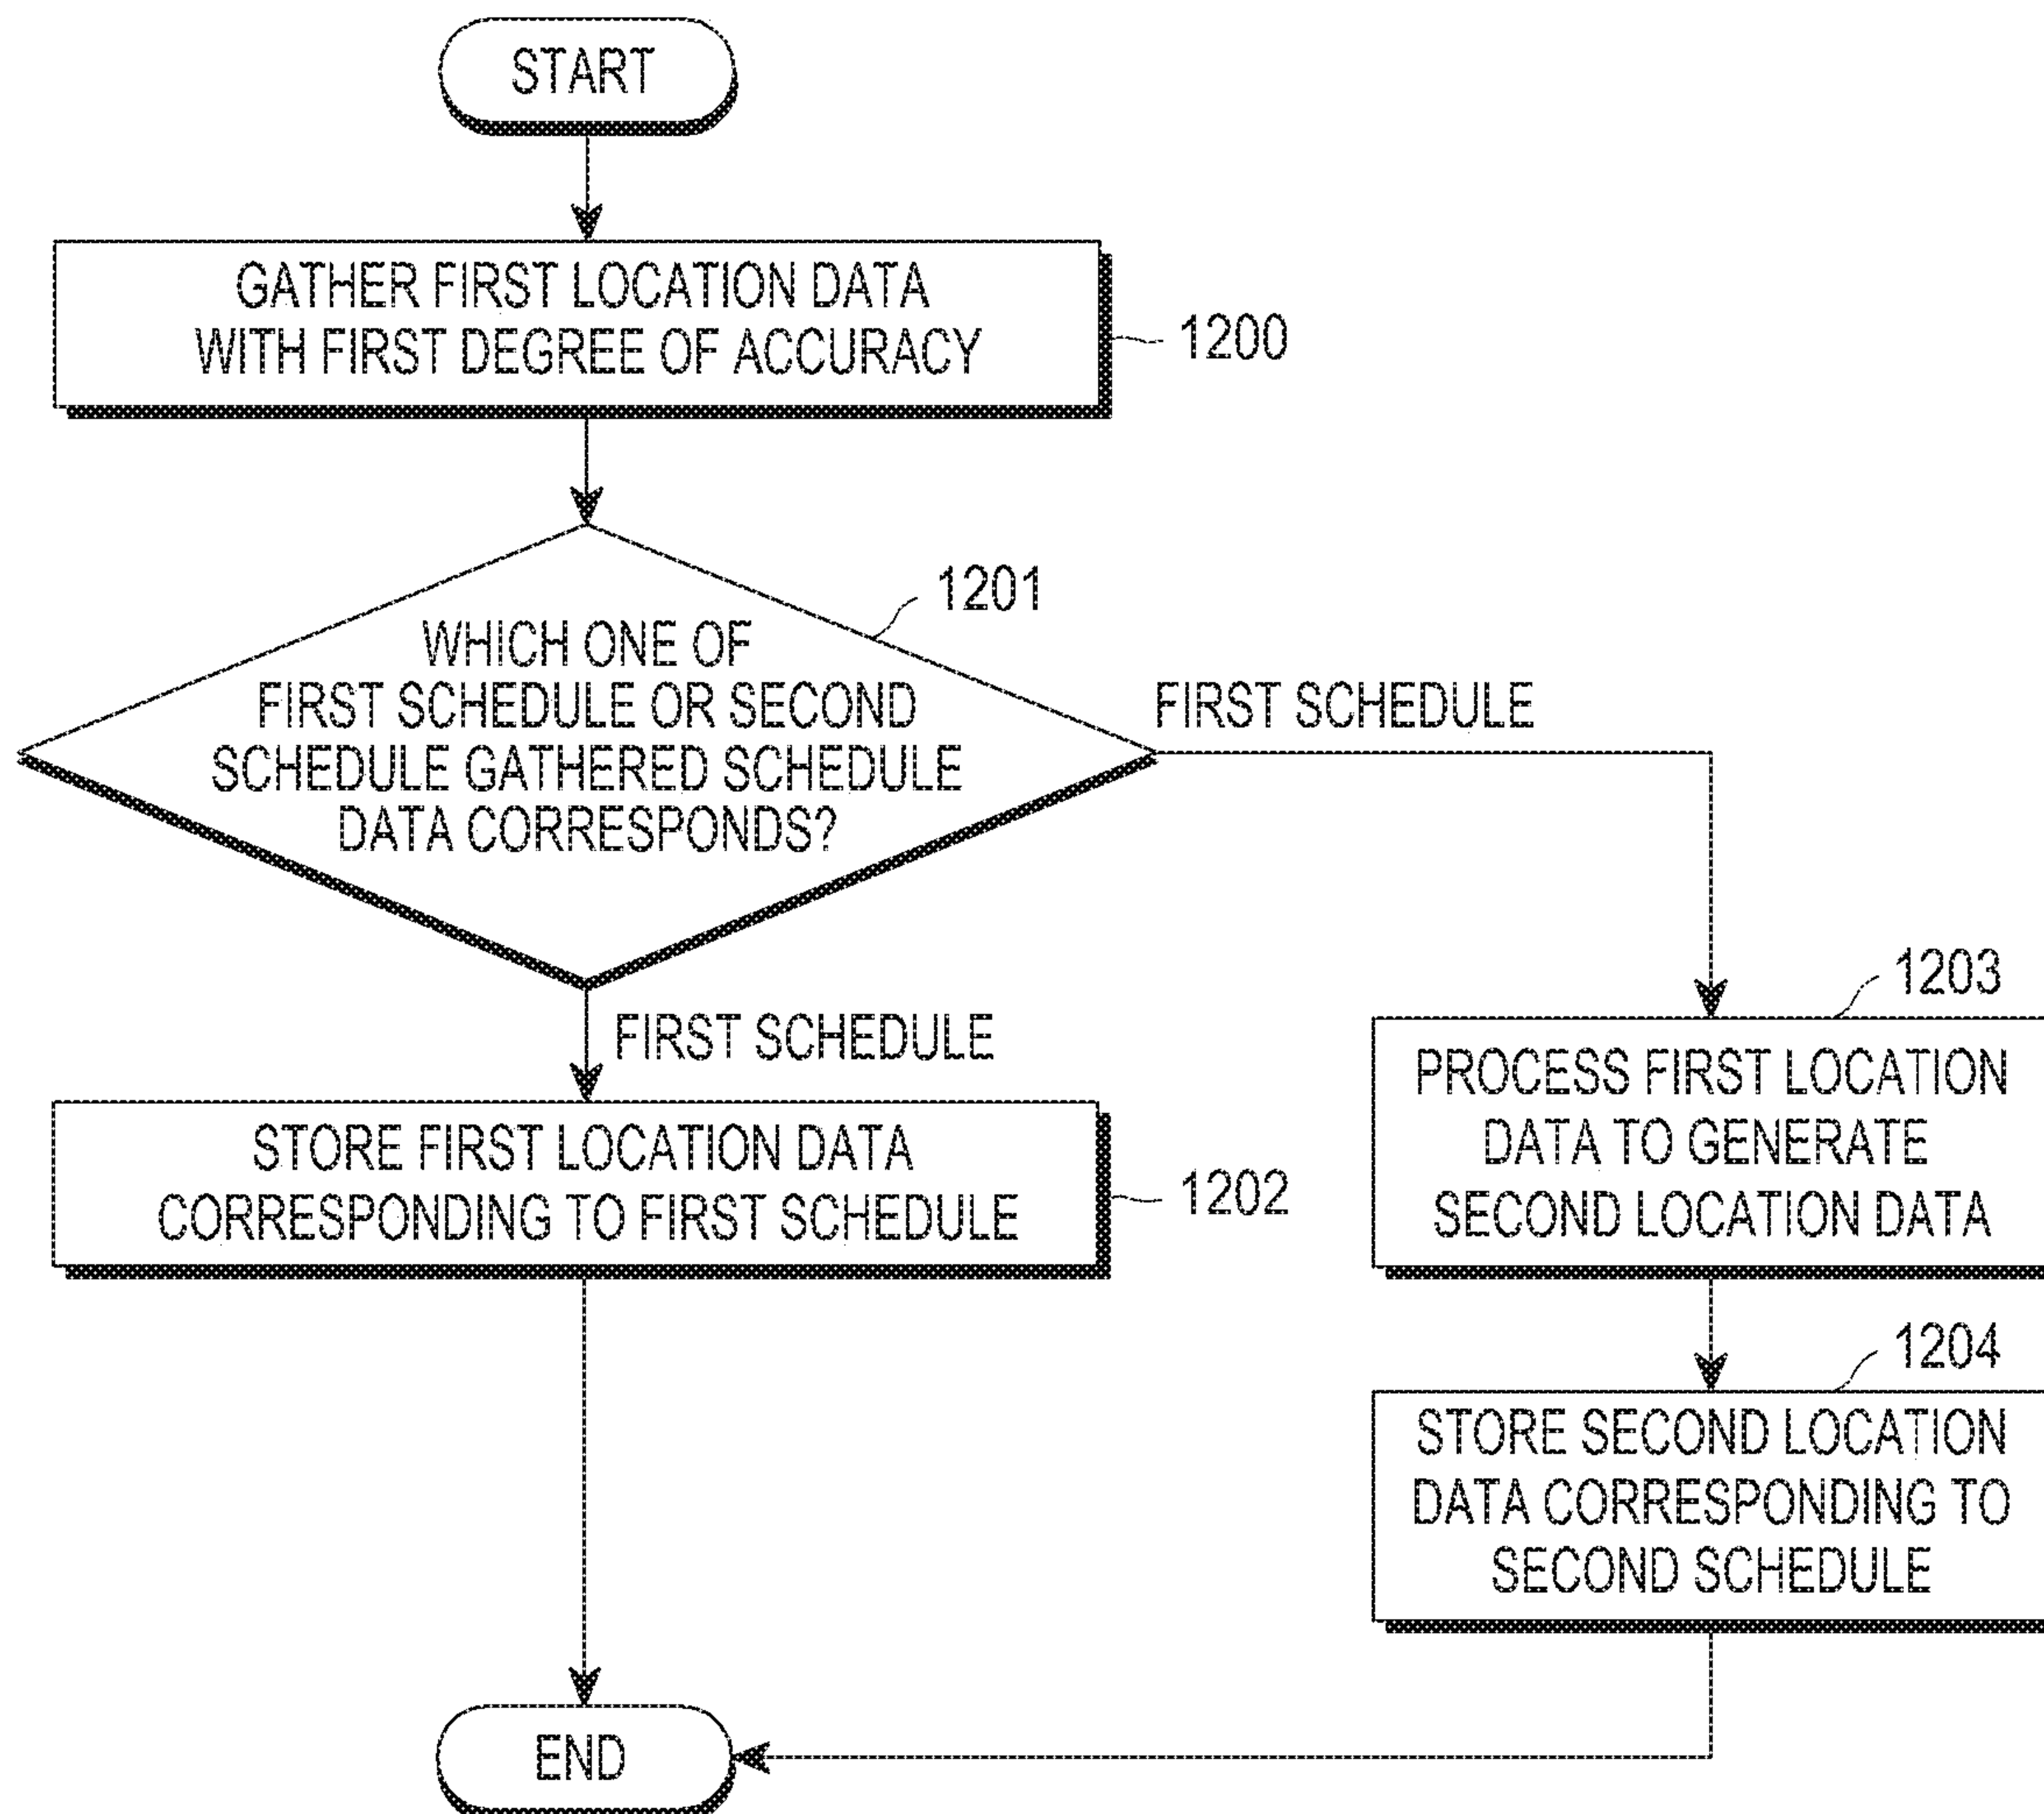 START
GATHER FIRST LOCATION DATA
WITH FIRST DEGREE OF ACCURACY
1200
1201
WHICH ONE OF
FIRST SCHEDULE OR SECOND
SCHEDULE GATHERED SCHEDULE
DATA CORRESPONDS?
FIRST SCHEDULE
FIRST SCHEDULE
STORE FIRST LOCATION DATA
CORRESPONDING TO FIRST SCHEDULE
1202
1203
PROCESS FIRST LOCATION
DATA TO GENERATE
SECOND LOCATION DATA
1204
STORE SECOND LOCATION
DATA CORRESPONDING TO
SECOND SCHEDULE
END